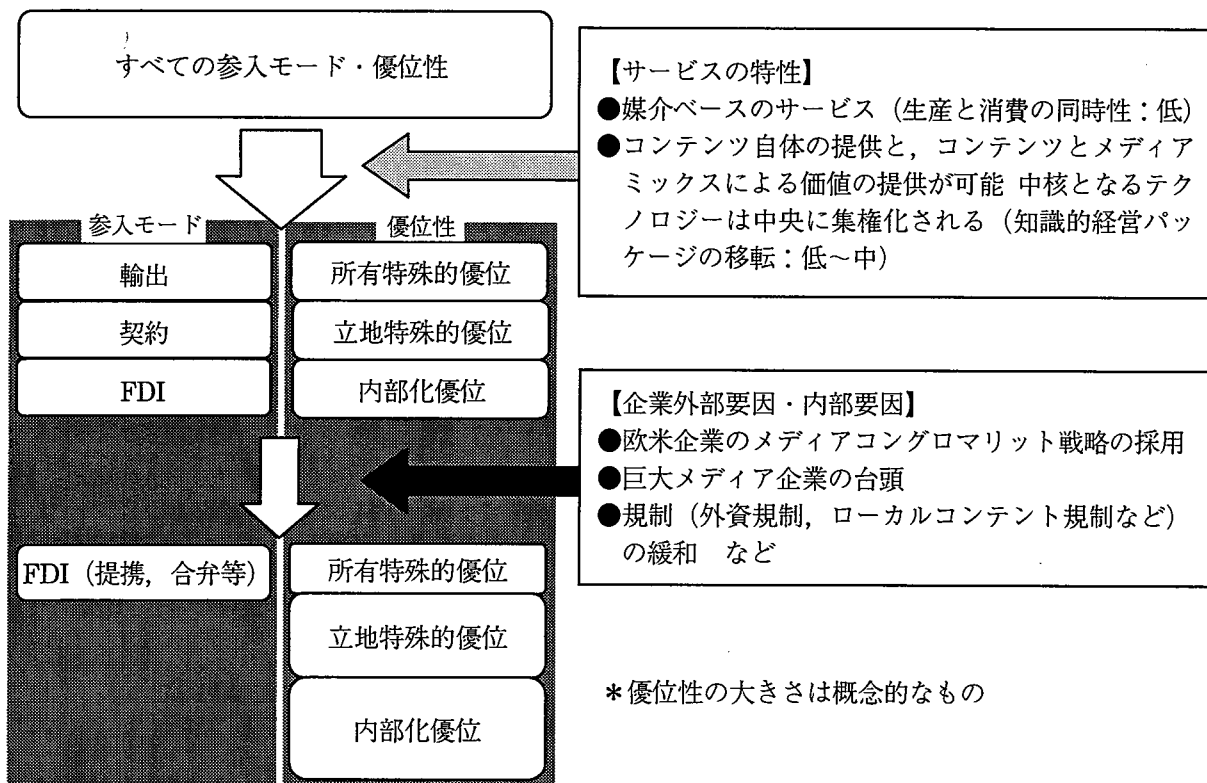 すべての参入モード・優位性
【サービスの特性】
●媒介ベースのサービス（生産と消費の同時性：低）
●コンテンツ自体の提供と，コンテンツとメディア
ミックスによる価値の提供が可能 中核となるテク
ノロジーは中央に集権化される（知識的経営パッ
ケージの移転：低～中）
参入モード
優位性
輸出
所有特殊的優位
契約
立地特殊的優位
FDI
内部化優位
【企業外部要因・内部要因】
●欧米企業のメディアコングロマリット戦略の採用
●巨大メディア企業の台頭
●規制（外資規制，ローカルコンテント規制など）
の緩和　など
FDI（提携，合弁等）
所有特殊的優位
立地特殊的優位
内部化優位
＊優位性の大きさは概念的なもの